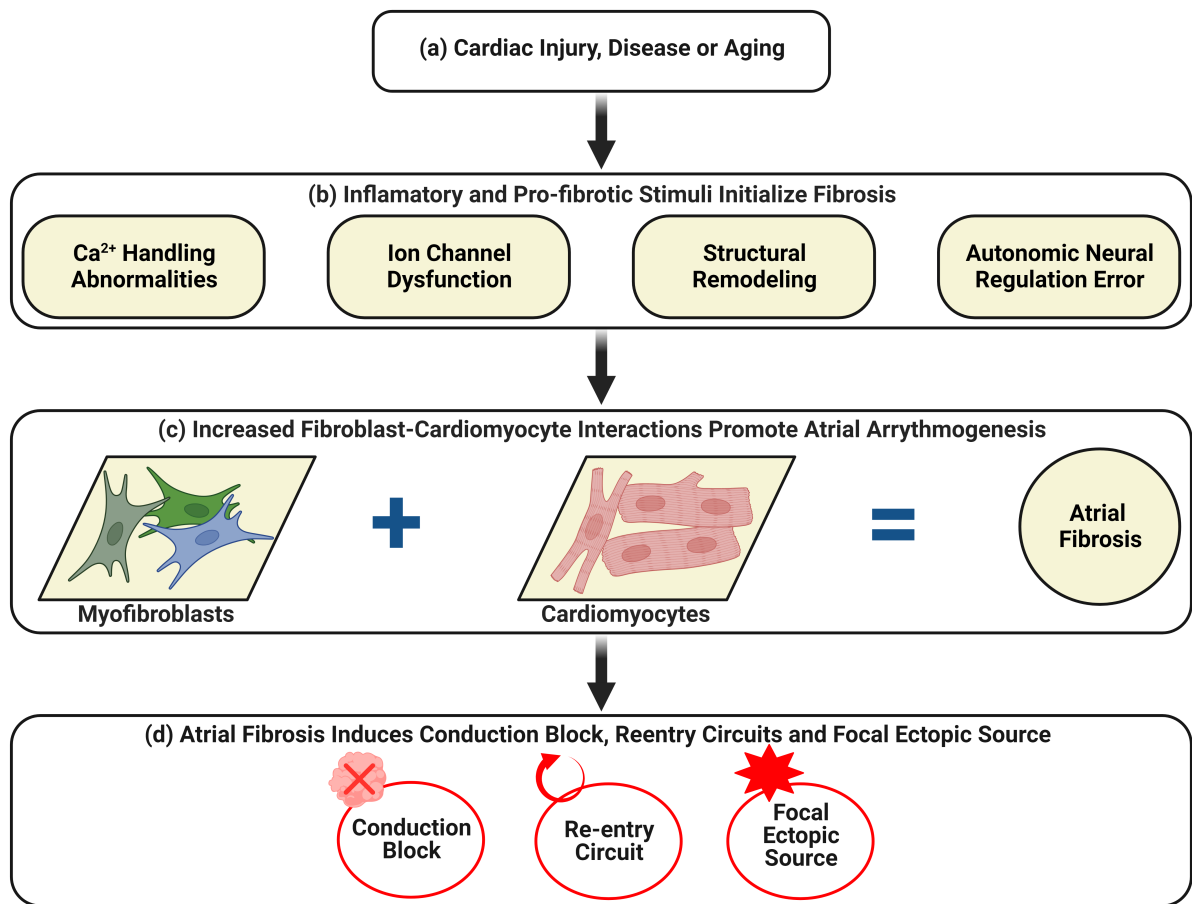 (a) Cardiac Injury, Disease or Aging
(b) Inflamatory and Pro-fibrotic Stimuli Initialize Fibrosis
Ca²⁺ Handling
Abnormalities
Ion Channel
Dysfunction
Structural
Remodeling
Autonomic Neural
Regulation Error
(c) Increased Fibroblast-Cardiomyocyte Interactions Promote Atrial Arrythmogenesis
Myofibroblasts
+
Cardiomyocytes
=
Atrial
Fibrosis
(d) Atrial Fibrosis Induces Conduction Block, Reentry Circuits and Focal Ectopic Source
Conduction
Block
Re-entry
Circuit
Focal
Ectopic
Source